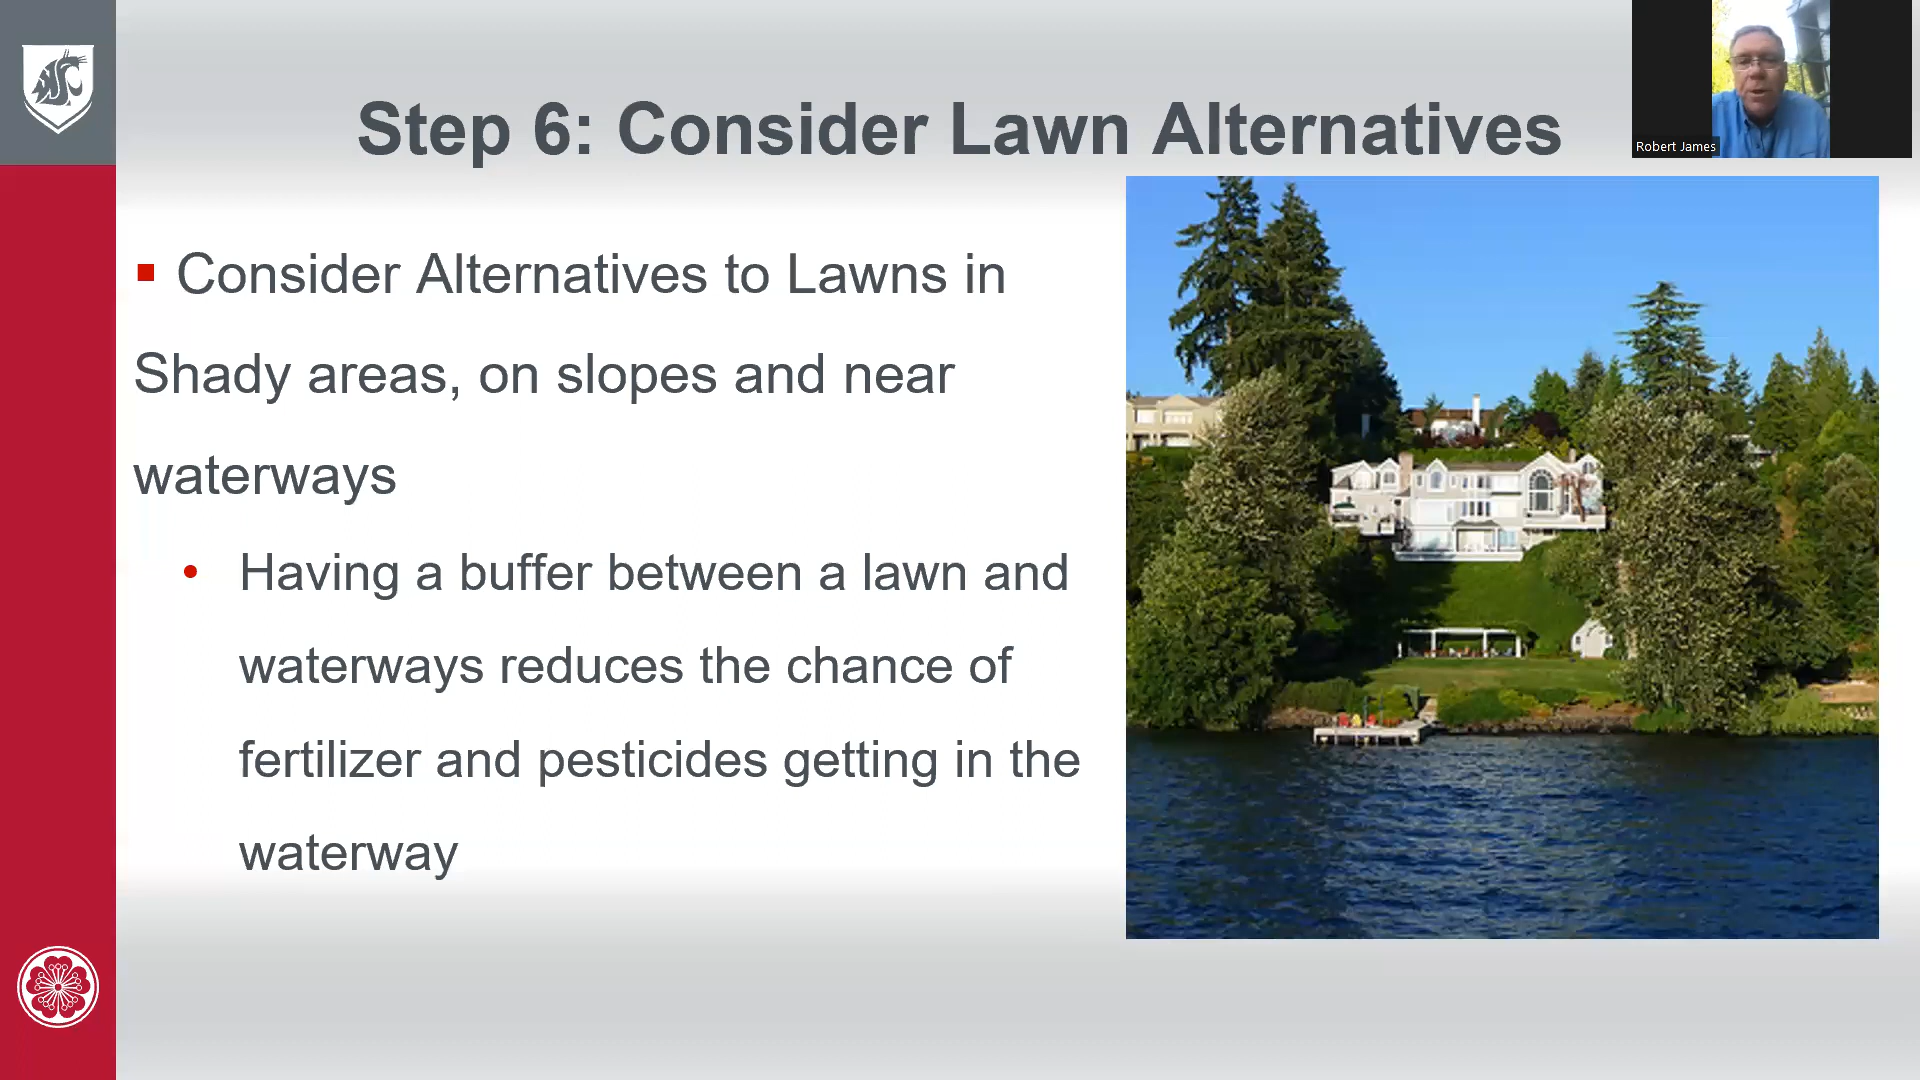 Step 6: Consider Lawn Alternatives
Robert James
Consider Alternatives to Lawns in
Shady areas, on slopes and near
waterways
Having a buffer between a lawn and
waterways reduces the chance of
fertilizer and pesticides getting in the
waterway